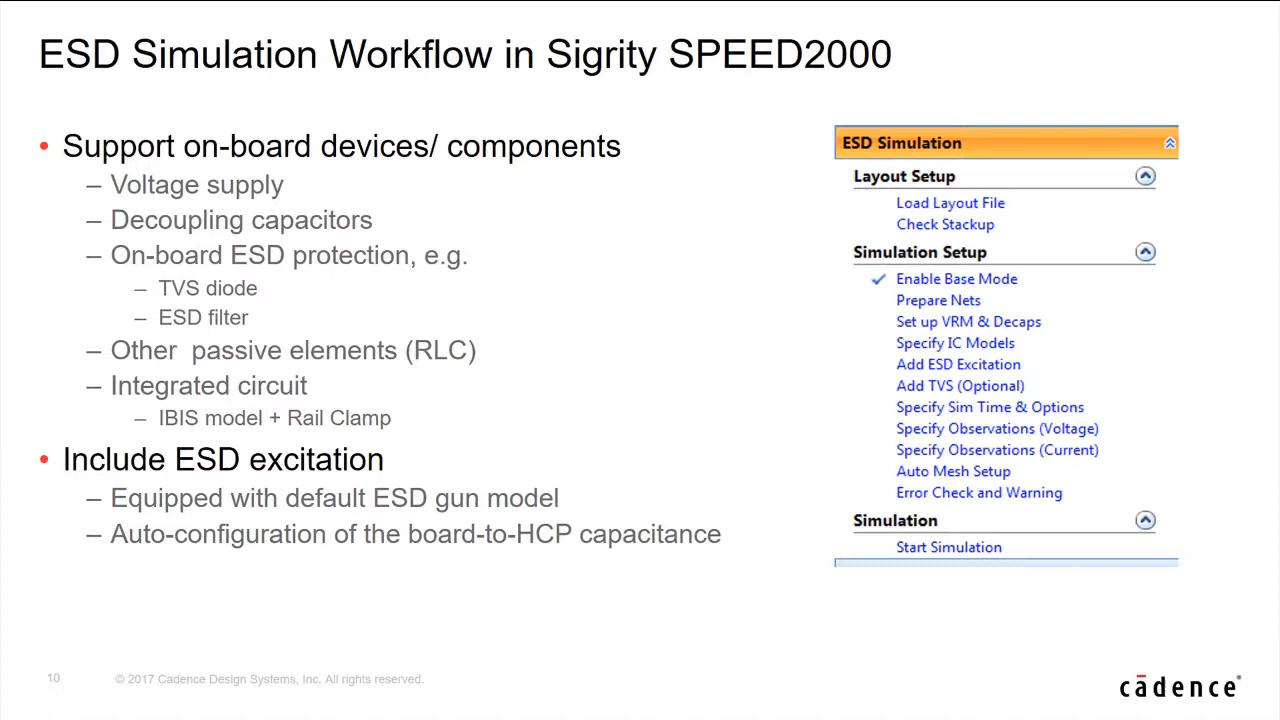 ESD Simulation Workflow in Sigrity SPEED2000
• Support on-board devices/ components
– Voltage supply
– Decoupling capacitors
– On-board ESD protection, e.g.
– TVS diode
– ESD filter
– Other passive elements (RLC)
– Integrated circuit
– IBIS model + Rail Clamp
• Include ESD excitation
– Equipped with default ESD gun model
– Auto-configuration of the board-to-HCP capacitance
ESD Simulation
Layout Setup
Load Layout File
Check Stackup
Simulation Setup
Enable Base Mode
Prepare Nets
Set up VRM & Decaps
Specify IC Models
Add ESD Excitation
Add TVS (Optional)
Specify Sim Time & Options
Specify Observations (Voltage)
Specify Observations (Current)
Auto Mesh Setup
Error Check and Warning
Simulation
Start Simulation
10 © 2017 Cadence Design Systems, Inc. All rights reserved.
cādence®